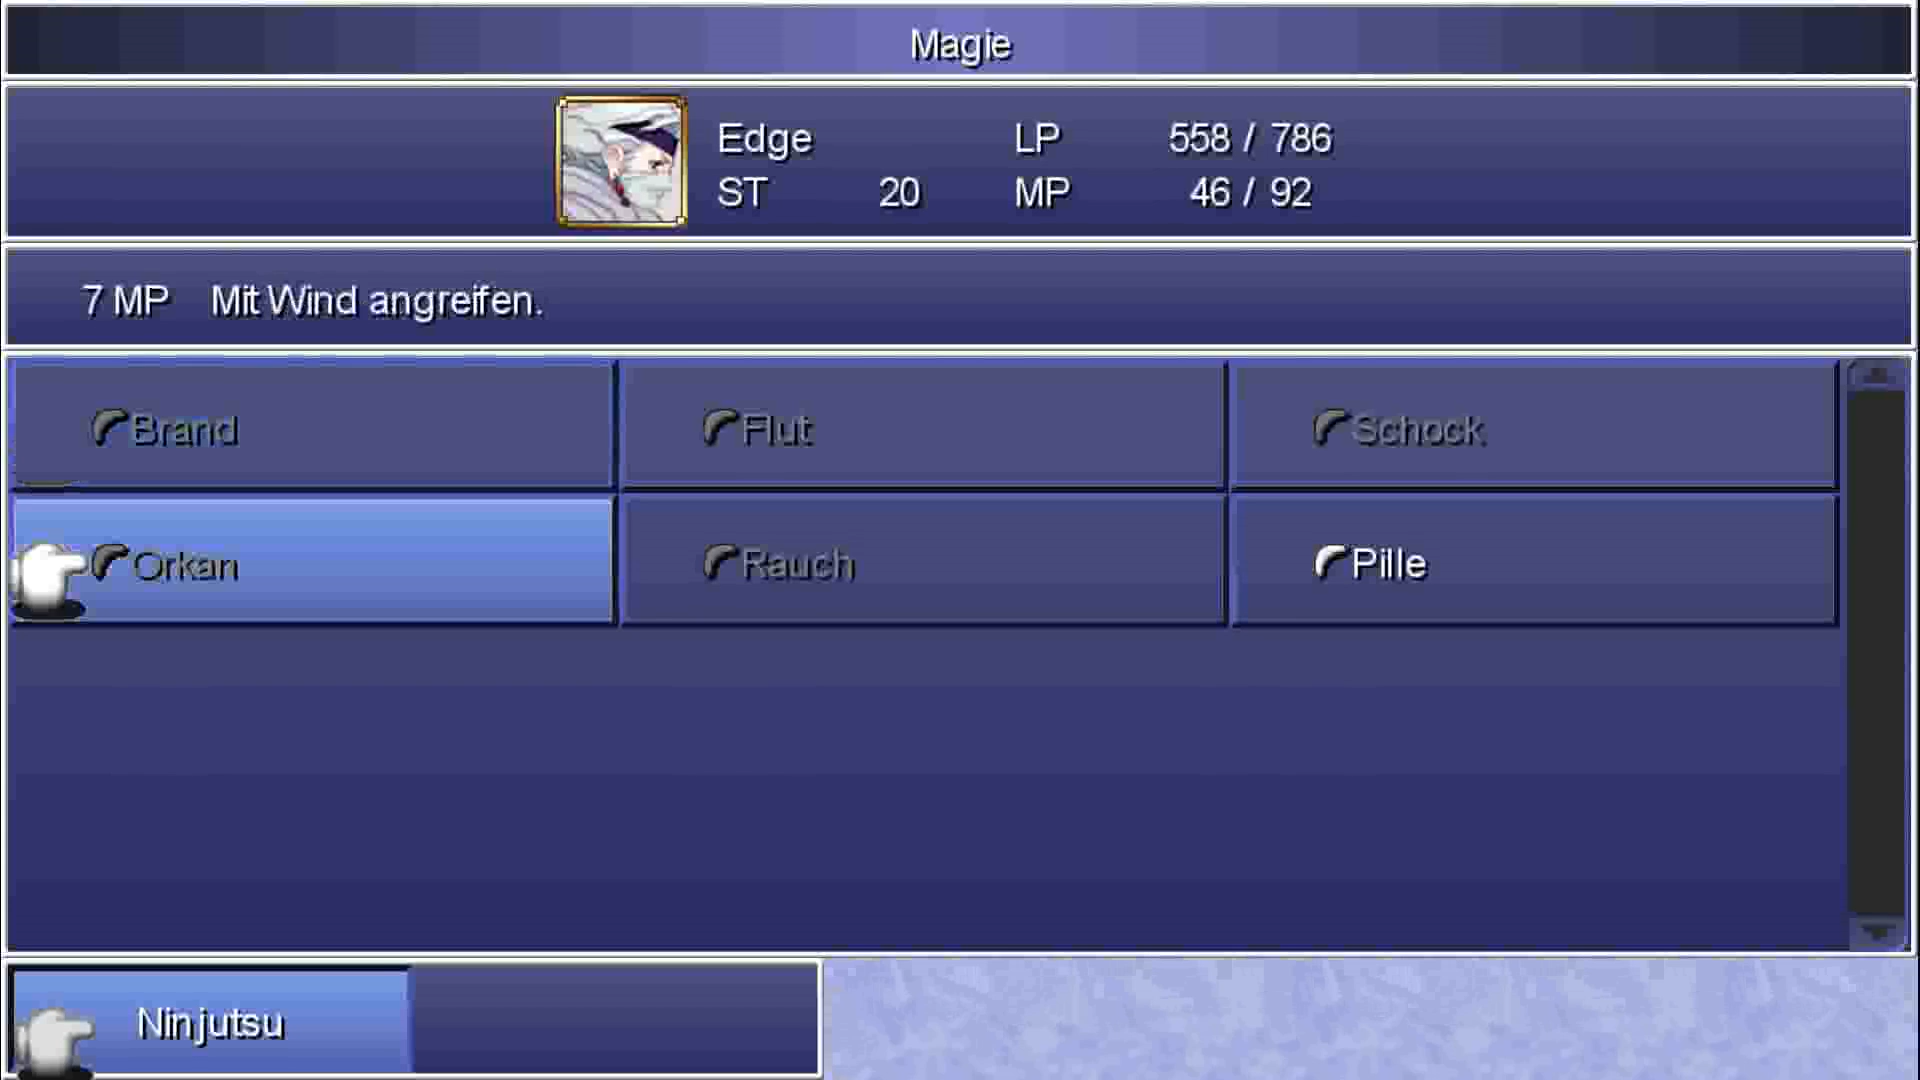 Magie
Edge LP 558 / 786
ST 20 MP 46 / 92
7 MP Mit Wind angreifen.
Brand Flut Schock
Orkan Rauch Pille
Ninjutsu